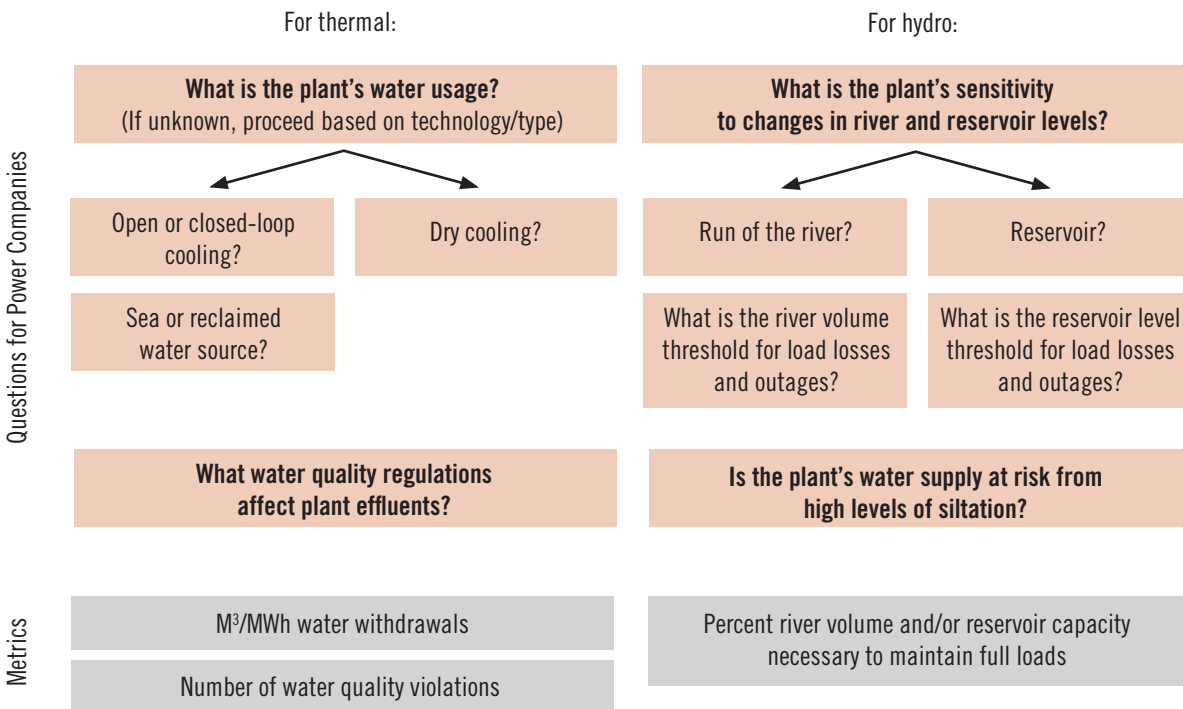 For thermal:
For hydro:
Questions for Power Companies
What is the plant’s water usage?
(If unknown, proceed based on technology/type)
What is the plant’s sensitivity
to changes in river and reservoir levels?
Open or closed-loop
cooling?
Dry cooling?
Run of the river?
Reservoir?
Sea or reclaimed
water source?
What is the river volume
threshold for load losses
and outages?
What is the reservoir level
threshold for load losses
and outages?
What water quality regulations
affect plant effluents?
Is the plant’s water supply at risk from
high levels of siltation?
Metrics
M³/MWh water withdrawals
Number of water quality violations
Percent river volume and/or reservoir capacity
necessary to maintain full loads